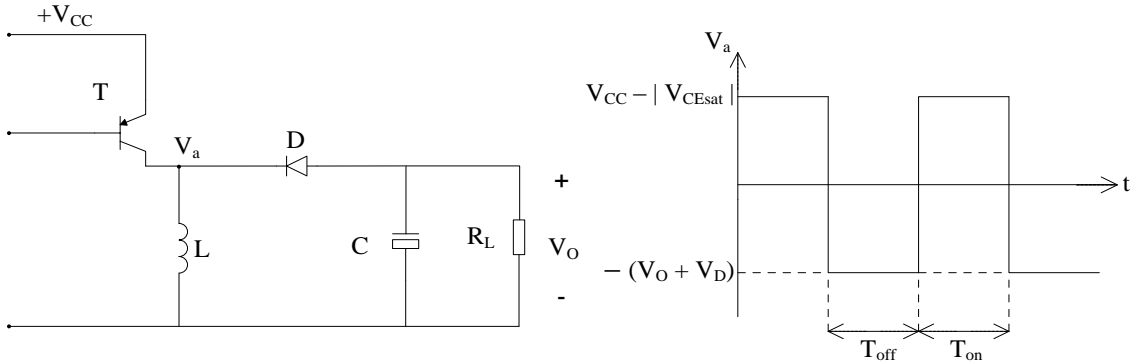 +V_CC
T
V_a
D
L
C
R_L
+
V_O
-
V_a
V_CC – | V_CEsat |
t
– (V_O + V_D)
T_off
T_on